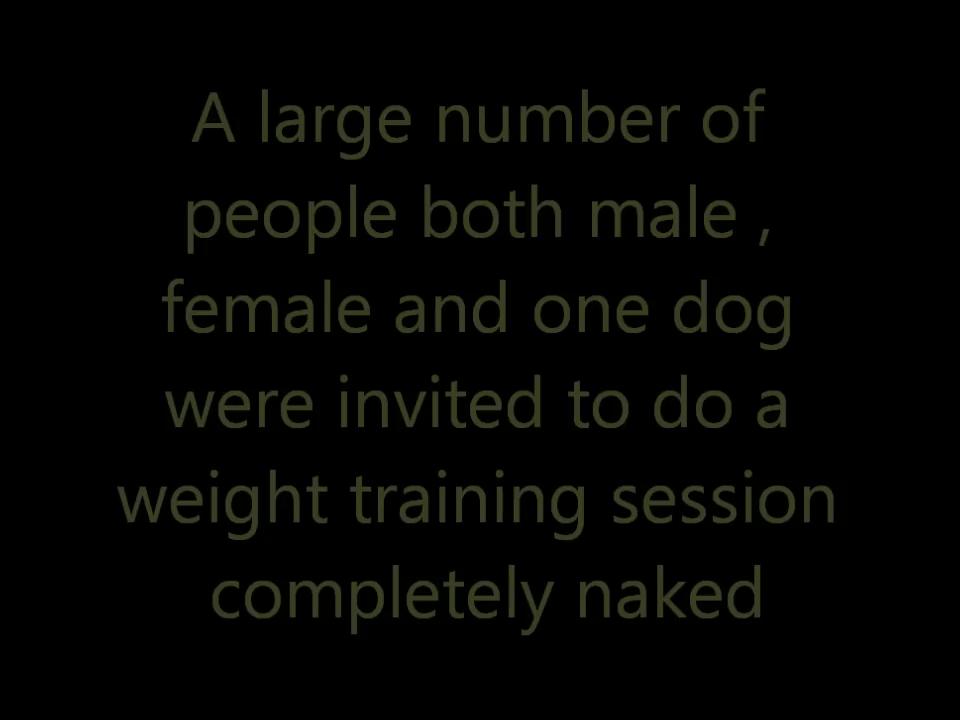 A large number of
people both male ,
female and one dog
were invited to do a
weight training session
completely naked